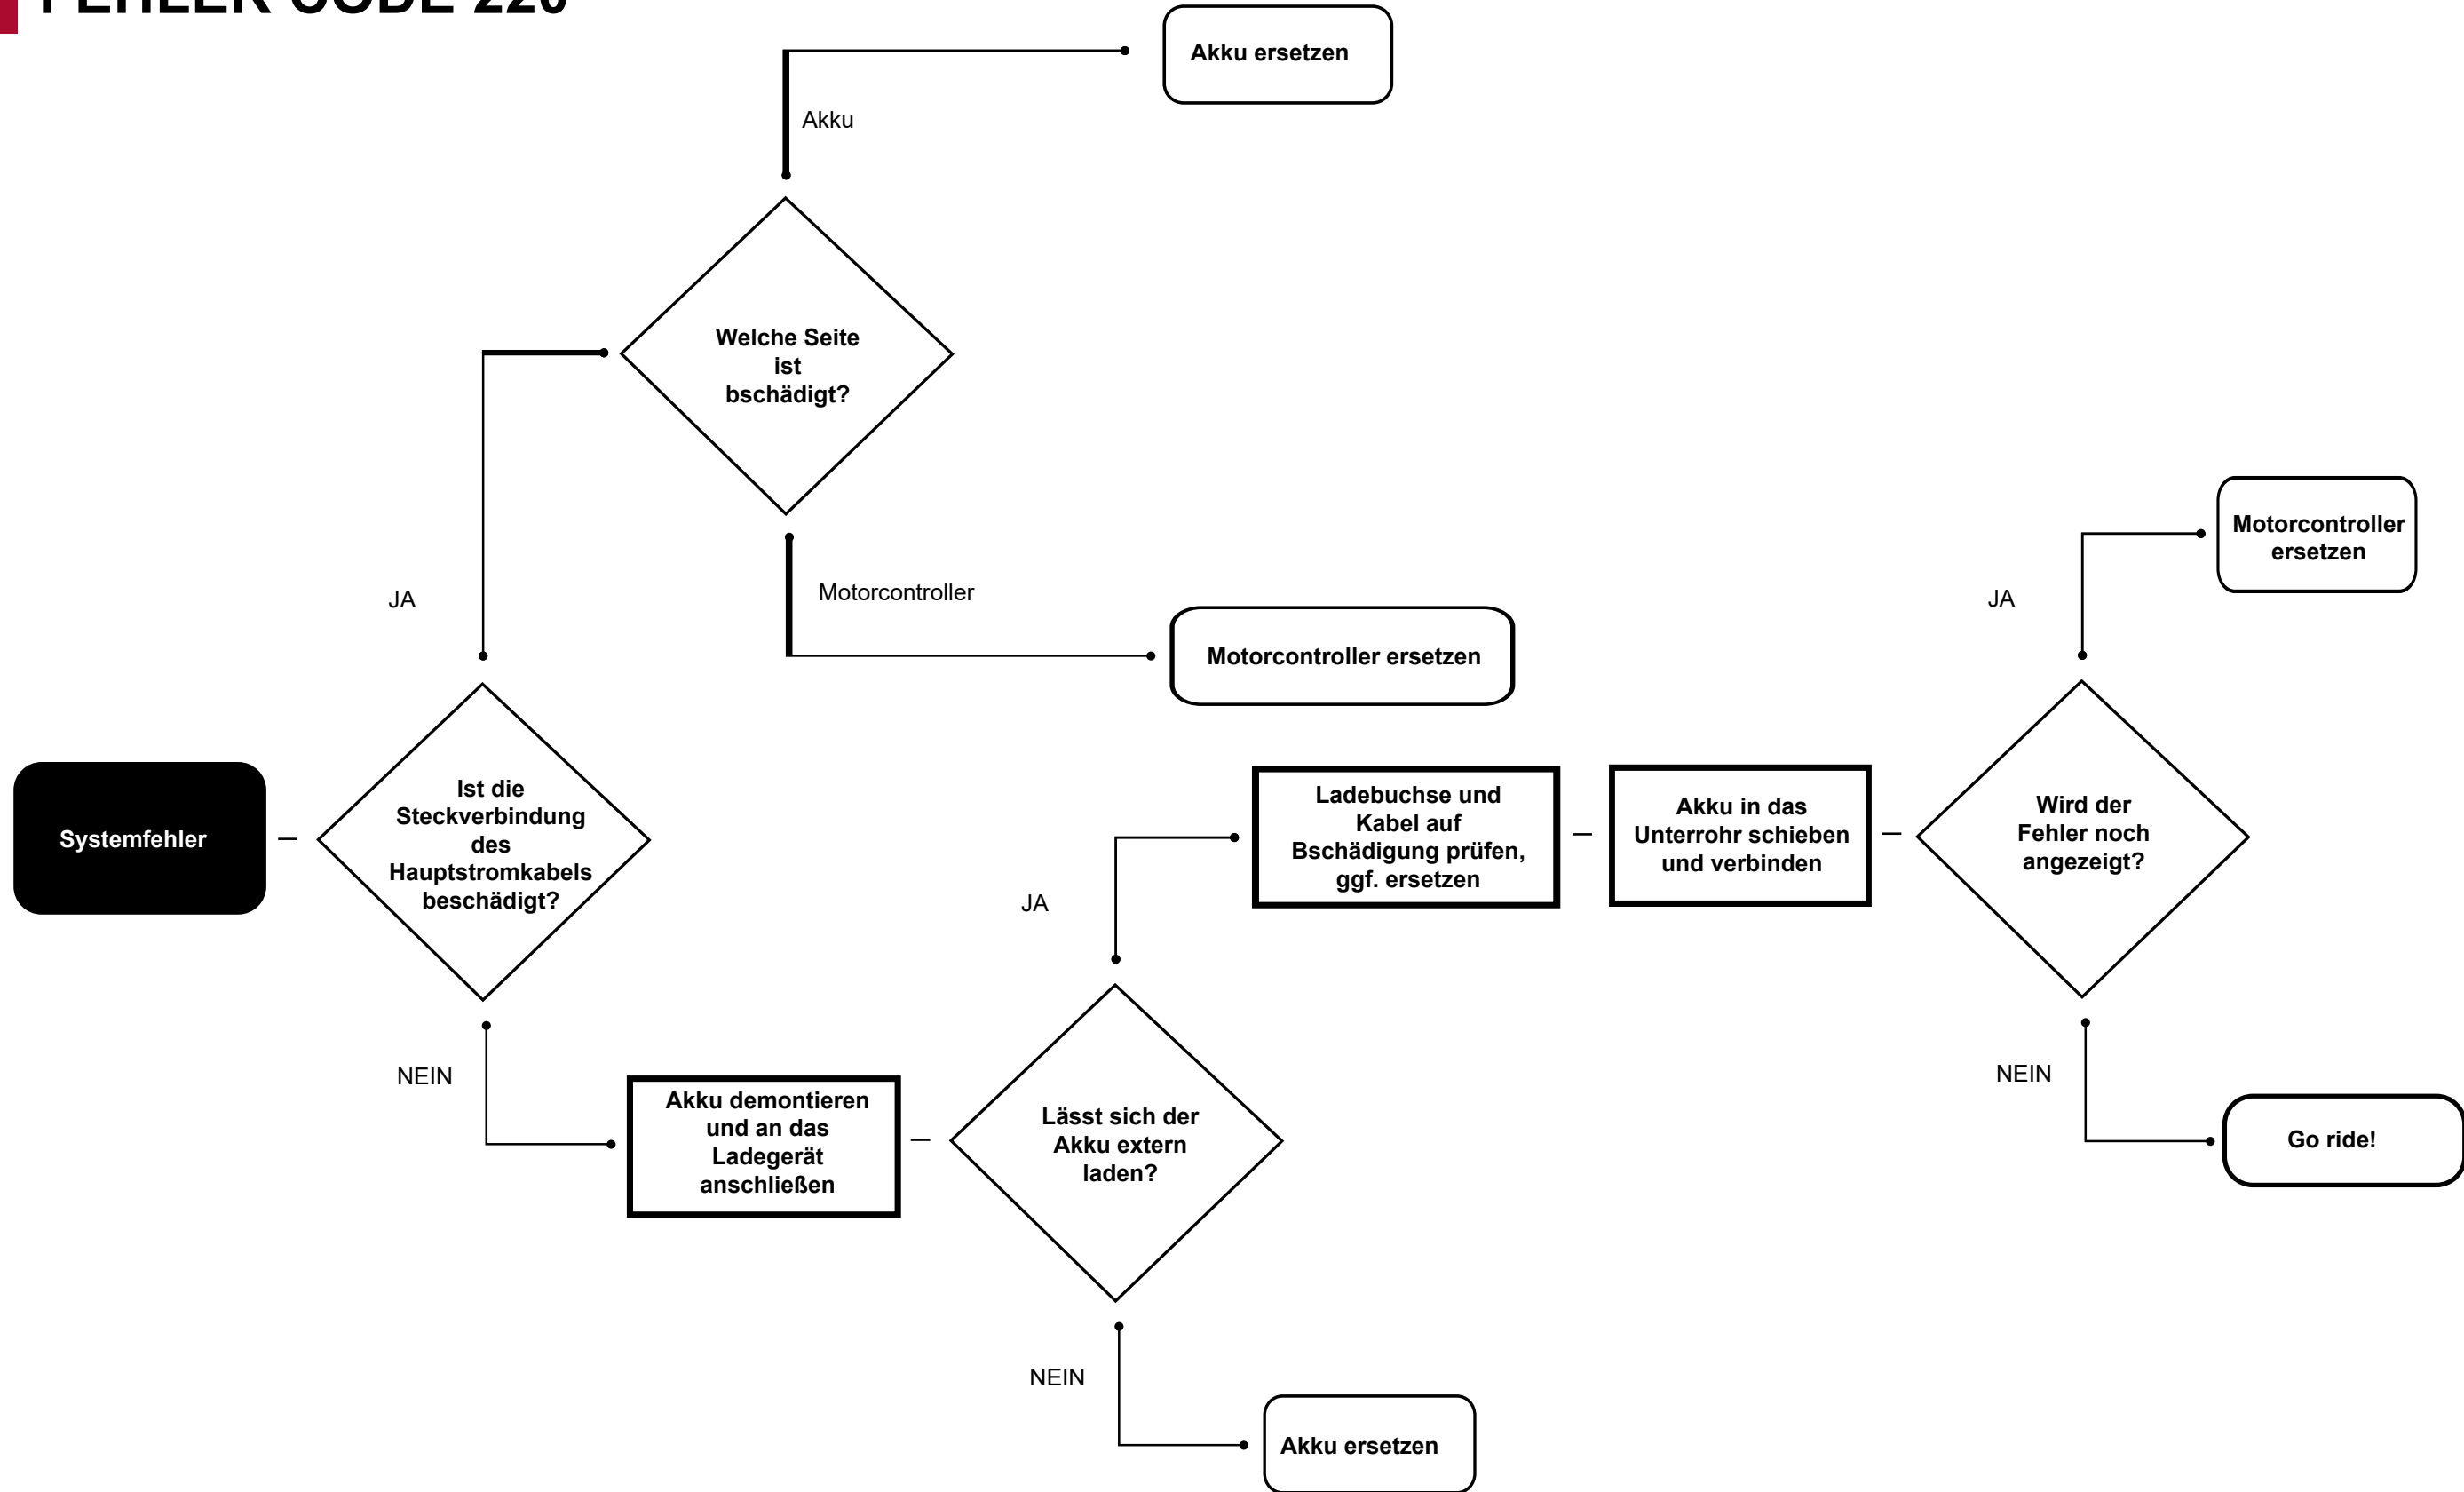 FEHLER CODE 220
Akku ersetzen
Akku
Welche Seite
ist
bschädigt?
Motorcontroller
ersetzen
JA
Motorcontroller
JA
Motorcontroller ersetzen
Systemfehler
Ist die
Steckverbindung
des
Hauptstromkabels
beschädigt?
Ladebuchse und
Kabel auf
Bschädigung prüfen,
ggf. ersetzen
Akku in das
Unterrohr schieben
und verbinden
Wird der
Fehler noch
angezeigt?
JA
NEIN
Akku demontieren
und an das
Ladegerät
anschließen
Lässt sich der
Akku extern
laden?
NEIN
Go ride!
NEIN
Akku ersetzen